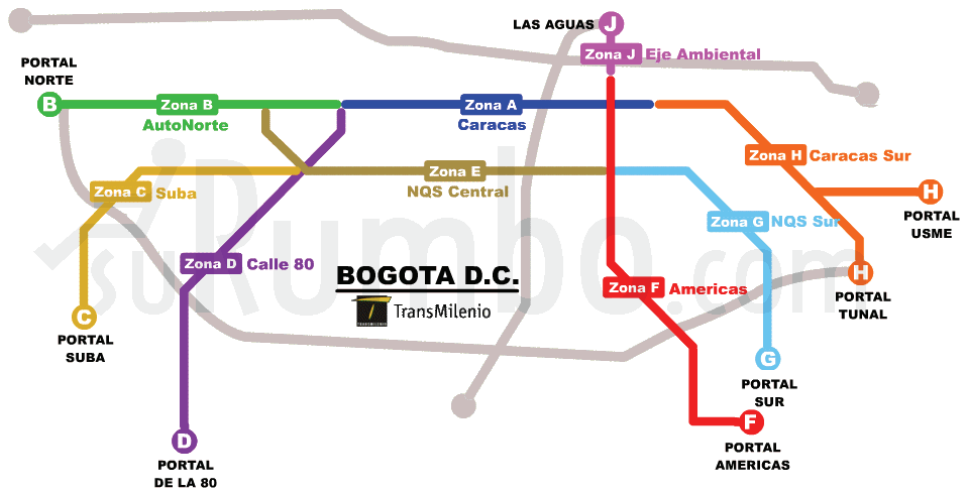 LAS AGUAS
J
Zona J Eje Ambiental
PORTAL
NORTE
B
Zona B
AutoNorte
Zona A
Caracas
Zona H Caracas Sur
Zona E
NQS Central
Zona C Suba
H
PORTAL
USME
Zona G NQS Sur
suRumbo.com
Zona D Calle 80
BOGOTA D.C.
TRANSMILENIO
TransMilenio
Zona F Americas
H
PORTAL
TUNAL
C
PORTAL
SUBA
G
PORTAL
SUR
F
PORTAL
AMERICAS
D
PORTAL
DE LA 80